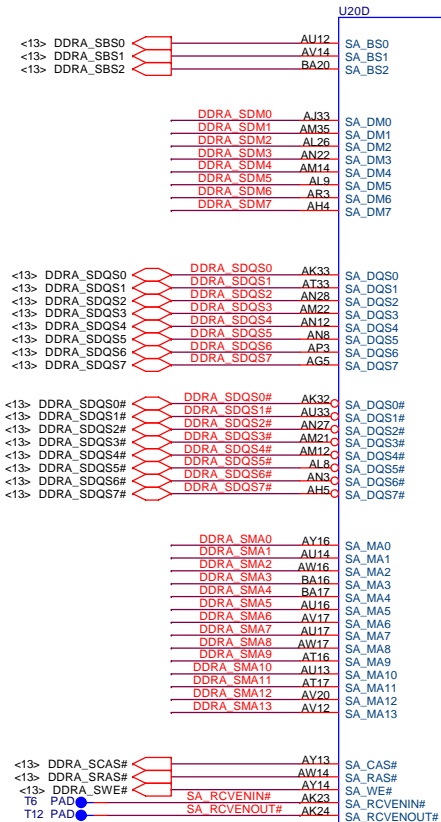 U20D
<13> DDRA_SBS0 AU12 SA_BS0
<13> DDRA_SBS1 AV14 SA_BS1
<13> DDRA_SBS2 BA20 SA_BS2
DDRA_SDM0 AJ33 SA_DM0
DDRA_SDM1 AM35 SA_DM1
DDRA_SDM2 AL26 SA_DM2
DDRA_SDM3 AN22 SA_DM3
DDRA_SDM4 AM14 SA_DM4
DDRA_SDM5 AL9 SA_DM5
DDRA_SDM6 AR3 SA_DM6
DDRA_SDM7 AH4 SA_DM7
<13> DDRA_SDQS0 DDRA_SDQS0 AK33 SA_DQS0
<13> DDRA_SDQS1 DDRA_SDQS1 AT33 SA_DQS1
<13> DDRA_SDQS2 DDRA_SDQS2 AN28 SA_DQS2
<13> DDRA_SDQS3 DDRA_SDQS3 AM22 SA_DQS3
<13> DDRA_SDQS4 DDRA_SDQS4 AN12 SA_DQS4
<13> DDRA_SDQS5 DDRA_SDQS5 AN8 SA_DQS5
<13> DDRA_SDQS6 DDRA_SDQS6 AP3 SA_DQS6
<13> DDRA_SDQS7 DDRA_SDQS7 AG5 SA_DQS7
<13> DDRA_SDQS0# DDRA_SDQS0# AK32 SA_DQS0#
<13> DDRA_SDQS1# DDRA_SDQS1# AU33 SA_DQS1#
<13> DDRA_SDQS2# DDRA_SDQS2# AN27 SA_DQS2#
<13> DDRA_SDQS3# DDRA_SDQS3# AM21 SA_DQS3#
<13> DDRA_SDQS4# DDRA_SDQS4# AM12 SA_DQS4#
<13> DDRA_SDQS5# DDRA_SDQS5# AL8 SA_DQS5#
<13> DDRA_SDQS6# DDRA_SDQS6# AN3 SA_DQS6#
<13> DDRA_SDQS7# DDRA_SDQS7# AH5 SA_DQS7#
DDRA_SMA0 AY16 SA_MA0
DDRA_SMA1 AU14 SA_MA1
DDRA_SMA2 AW16 SA_MA2
DDRA_SMA3 BA16 SA_MA3
DDRA_SMA4 BA17 SA_MA4
DDRA_SMA5 AU16 SA_MA5
DDRA_SMA6 AV17 SA_MA6
DDRA_SMA7 AU17 SA_MA7
DDRA_SMA8 AW17 SA_MA8
DDRA_SMA9 AT16 SA_MA9
DDRA_SMA10 AU13 SA_MA10
DDRA_SMA11 AT17 SA_MA11
DDRA_SMA12 AV20 SA_MA12
DDRA_SMA13 AV12 SA_MA13
<13> DDRA_SCAS# AY13 SA_CAS#
<13> DDRA_SRAS# AW14 SA_RAS#
<13> DDRA_SWE# AY14 SA_WE#
T6 PAD SA_RCVENIN# AK23 SA_RCVENIN#
T12 PAD SA_RCVENOUT# AK24 SA_RCVENOUT#